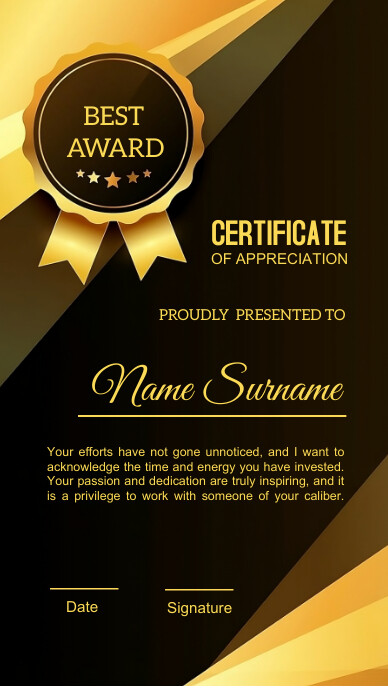 BEST
AWARD
CERTIFICATE
OF APPRECIATION
PROUDLY PRESENTED TO
Name Surname
Your efforts have not gone unnoticed, and I want to
acknowledge the time and energy you have invested.
Your passion and dedication are truly inspiring, and it
is a privilege to work with someone of your caliber.
Date
Signature